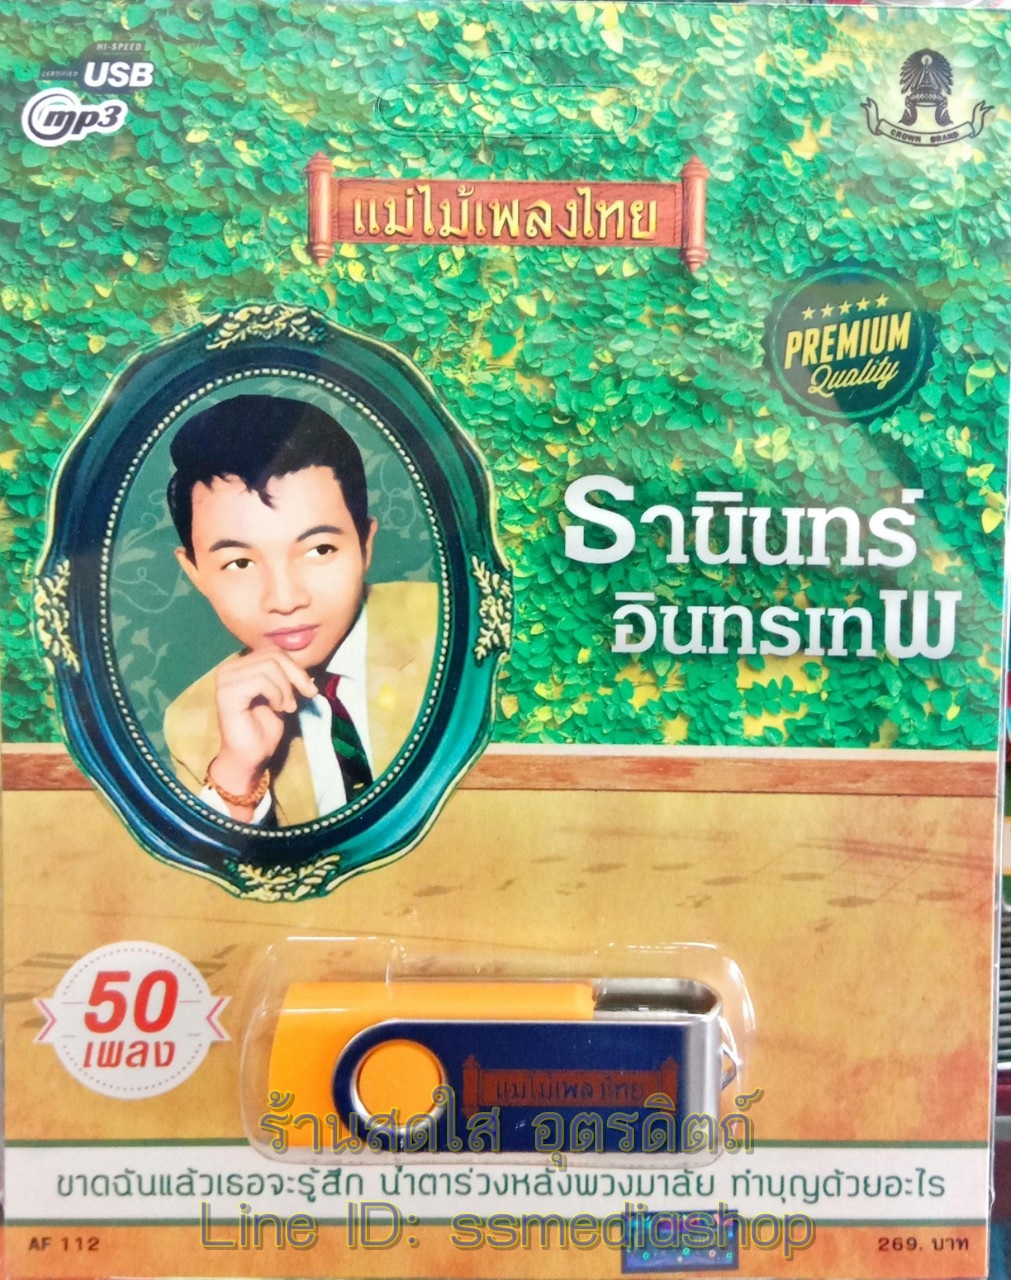 HI-SPEED
CERTIFIED USB
mp3
CROWN BRAND
แม่ไม้เพลงไทย
PREMIUM
Quality
ธานินทร์
อินทรเทพ
50
เพลง
แม่ไม้เพลงไทย
ร้านสดใส อุตรดิตถ์
ขาดฉันแล้วเธอจะรู้สึก น้ำตาร่วงหลังพวงมาลัย ทำบุญด้วยอะไร
Line ID: ssmediashop
AF 112
269. บาท